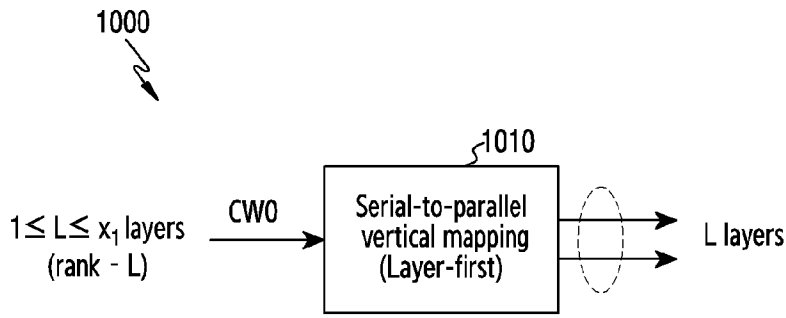 1000
1010
CW0
Serial-to-parallel
vertical mapping
(Layer-first)
1≤ L≤ x₁ layers
(rank - L)
L layers